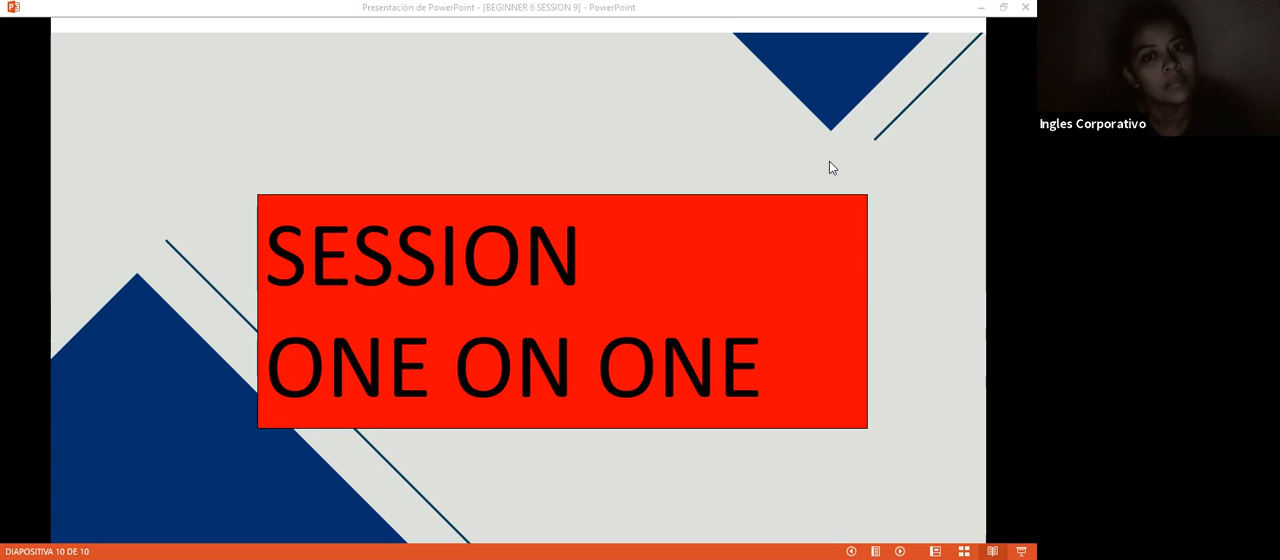 Presentación de PowerPoint - [BEGINNER 6 SESSION 9] - PowerPoint
Ingles Corporativo
SESSION
ONE ON ONE
DIAPOSITIVA 10 DE 10